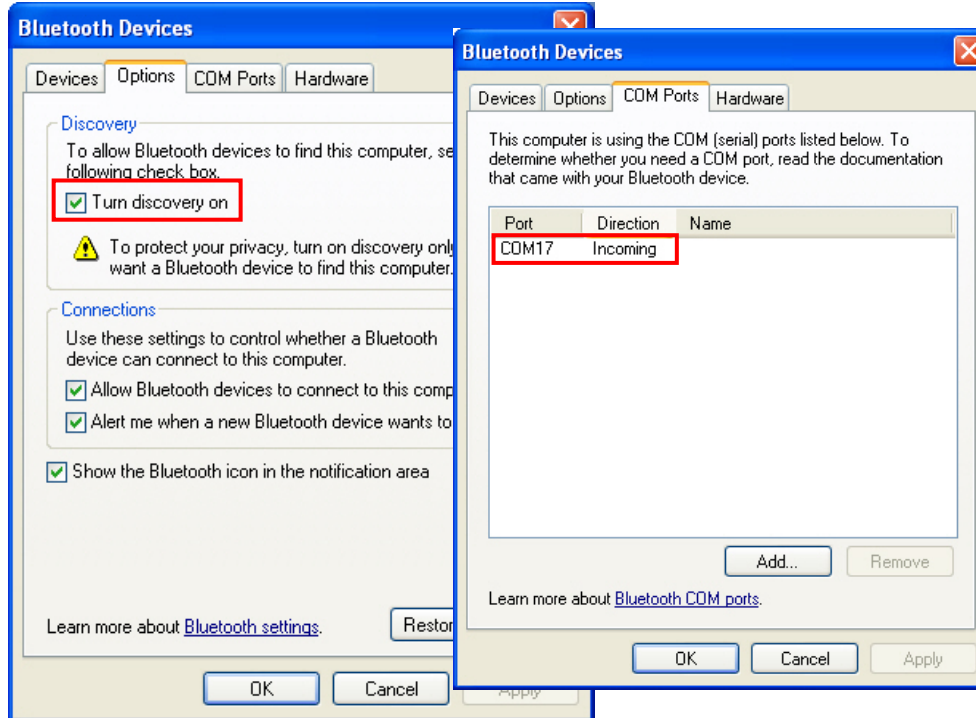 Bluetooth Devices
Devices Options COM Ports Hardware
Discovery
To allow Bluetooth devices to find this computer, se
following check box.
Turn discovery on
To protect your privacy, turn on discovery only
want a Bluetooth device to find this computer.
Connections
Use these settings to control whether a Bluetooth
device can connect to this computer.
Allow Bluetooth devices to connect to this comp
Alert me when a new Bluetooth device wants to
Show the Bluetooth icon in the notification area
Learn more about Bluetooth settings.
Restor
OK Cancel Apply
Bluetooth Devices
Devices Options COM Ports Hardware
This computer is using the COM (serial) ports listed below. To
determine whether you need a COM port, read the documentation
that came with your Bluetooth device.
Port Direction Name
COM17 Incoming
Add... Remove
Learn more about Bluetooth COM ports.
OK Cancel Apply